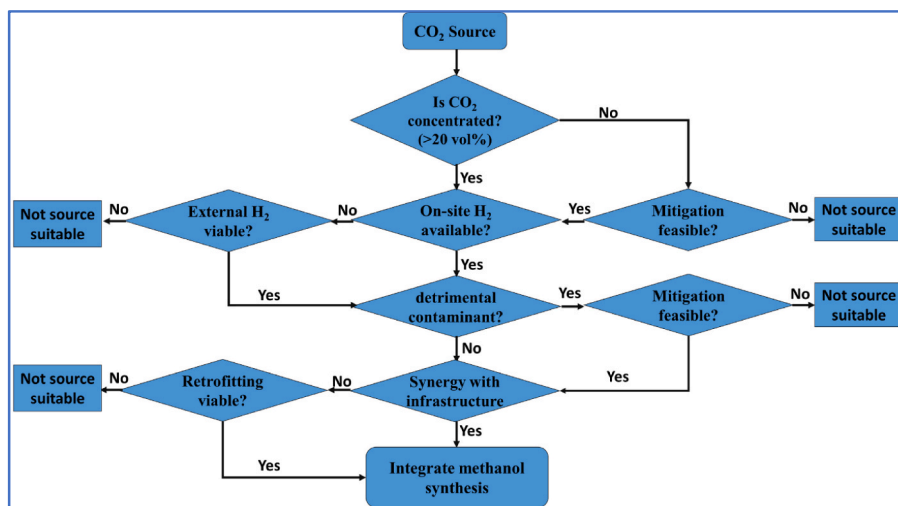 CO₂ Source
Is CO₂
concentrated?
(>20 vol%)
No
Yes
Not source
suitable
No
External H₂
viable?
No
On-site H₂
available?
Yes
Mitigation
feasible?
No
Not source
suitable
Yes
Yes
detrimental
contaminant?
Yes
Mitigation
feasible?
No
Not source
suitable
No
Yes
Not source
suitable
No
Retrofitting
viable?
No
Synergy with
infrastructure
Yes
Yes
Integrate methanol
synthesis